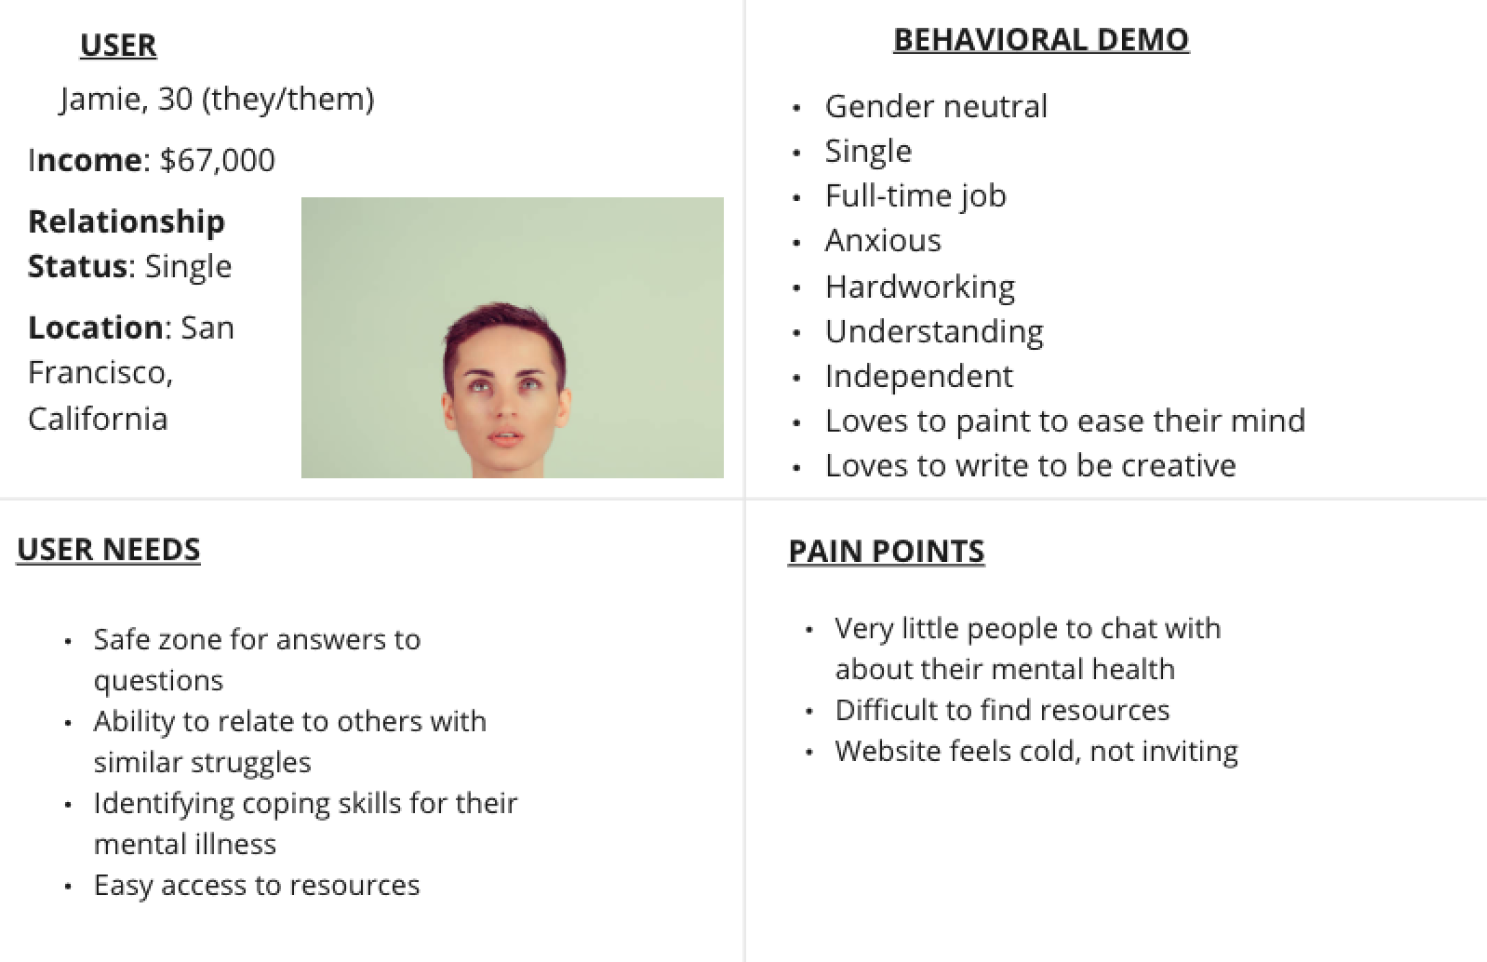 USER
Jamie, 30 (they/them)
Income: $67,000
Relationship
Status: Single
Location: San
Francisco,
California
BEHAVIORAL DEMO
• Gender neutral
• Single
• Full-time job
• Anxious
• Hardworking
• Understanding
• Independent
• Loves to paint to ease their mind
• Loves to write to be creative
USER NEEDS
• Safe zone for answers to
questions
• Ability to relate to others with
similar struggles
• Identifying coping skills for their
mental illness
• Easy access to resources
PAIN POINTS
• Very little people to chat with
about their mental health
• Difficult to find resources
• Website feels cold, not inviting